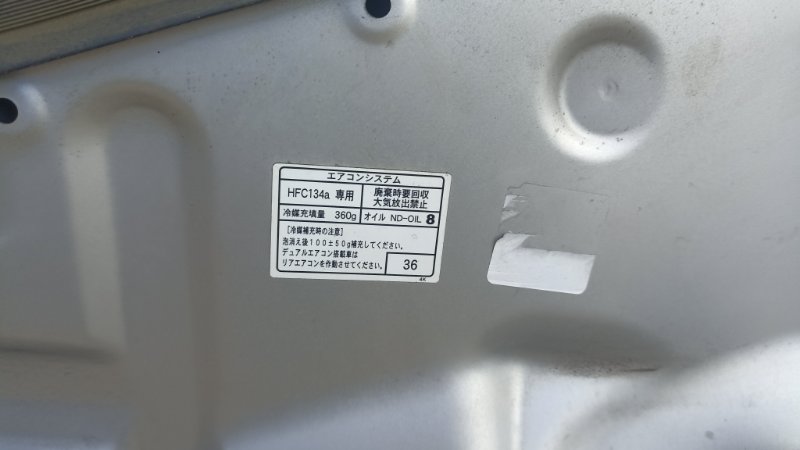 エアコンシステム
HFC134a 専用
廃棄時要回収
大気放出禁止
冷媒充填量 360g
オイル ND-OIL 8
[冷媒補充時の注意]
泡消え後100±50g補充してください。
デュアルエアコン搭載車は
リアエアコンを作動させてください。
36
4K